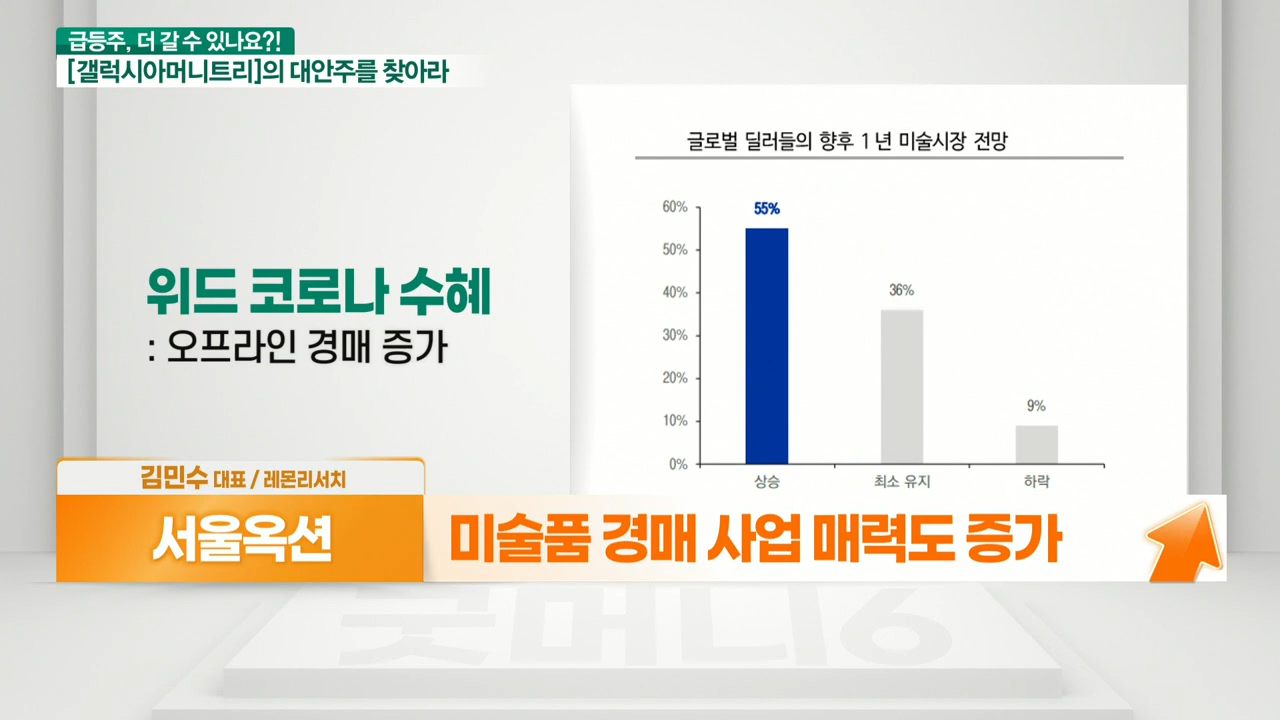 급등주, 더 갈 수 있나요?!
[갤럭시아머니트리]의 대안주를 찾아라
글로벌 딜러들의 향후 1년 미술시장 전망
60%
50%
40%
30%
20%
10%
0%
55%
36%
9%
상승
최소 유지
하락
위드 코로나 수혜
: 오프라인 경매 증가
김민수 대표 / 레몬리서치
서울옥션
미술품 경매 사업 매력도 증가
굿머니6